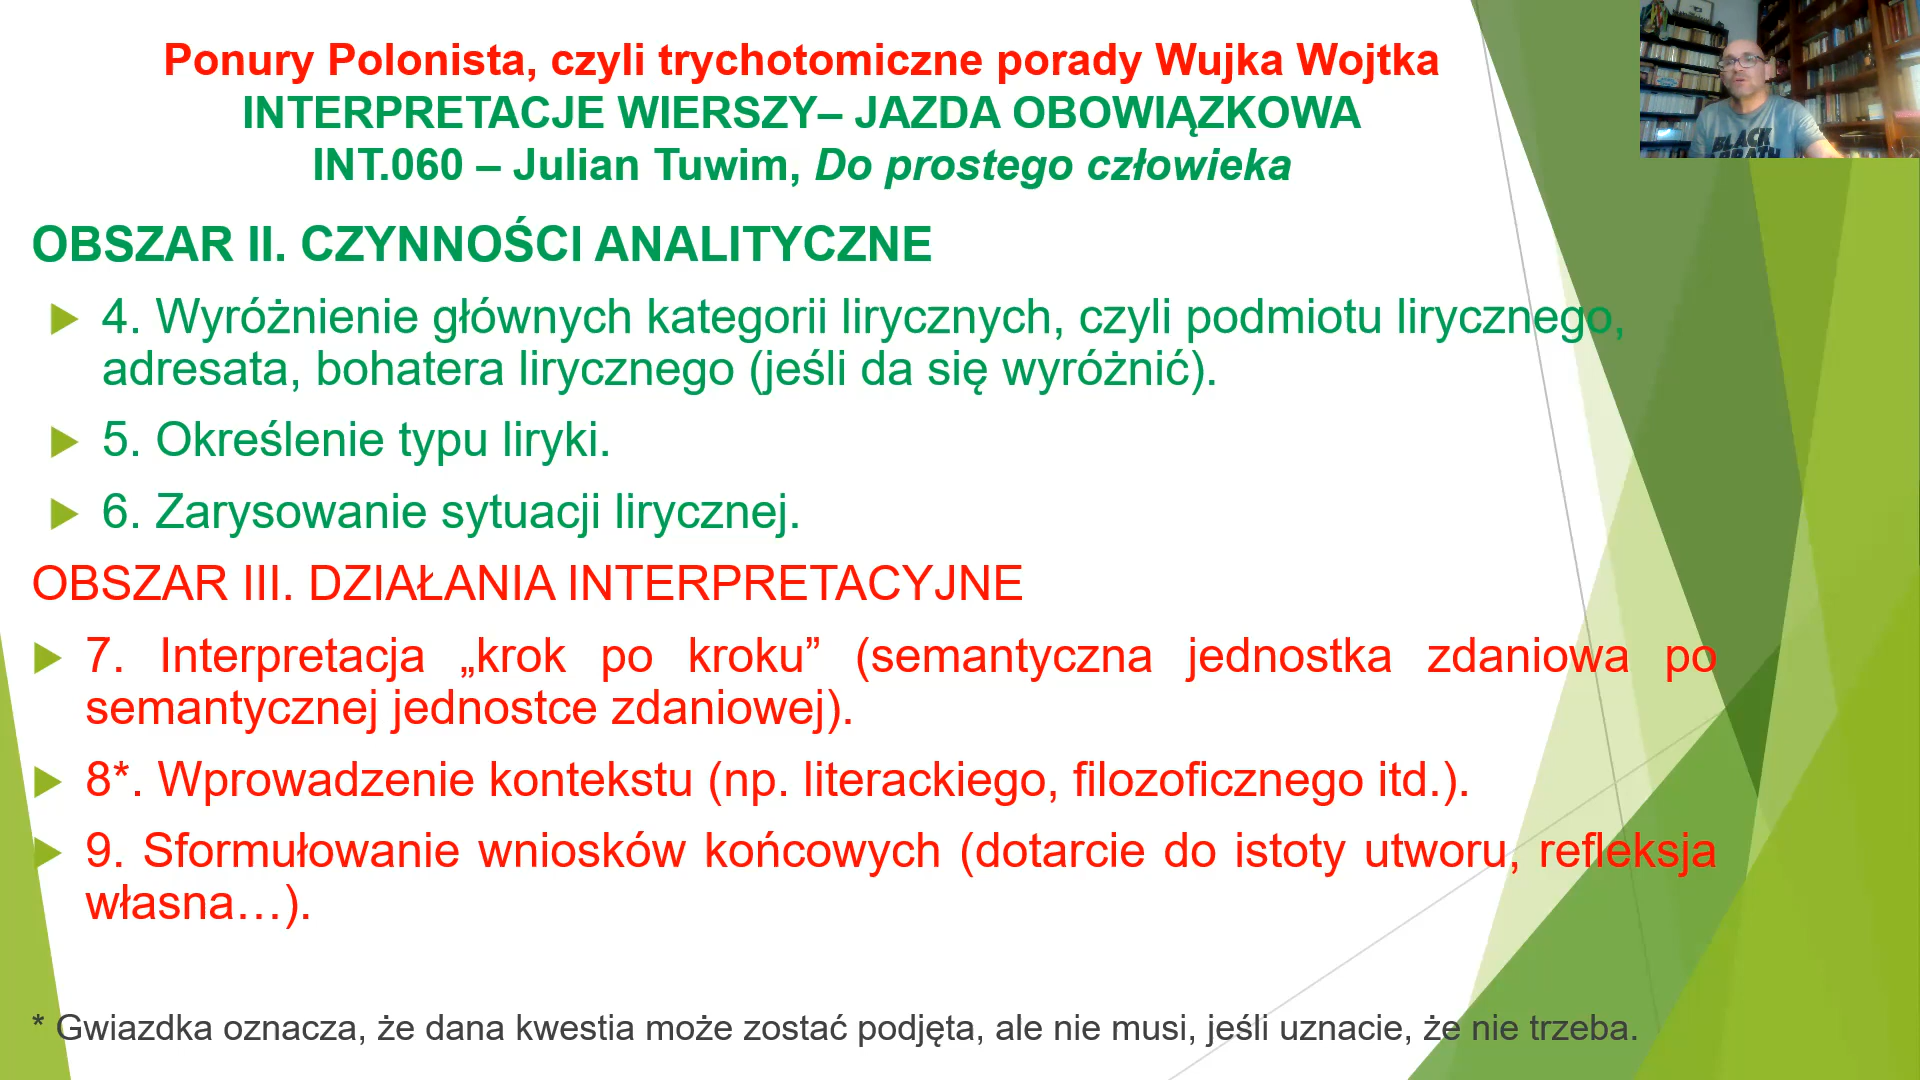 Ponury Polonista, czyli trychotomiczne porady Wujka Wojtka
INTERPRETACJE WIERSZY– JAZDA OBOWIĄZKOWA
INT.060 – Julian Tuwim, Do prostego człowieka
OBSZAR II. CZYNNOŚCI ANALITYCZNE
4. Wyróżnienie głównych kategorii lirycznych, czyli podmiotu lirycznego,
adresata, bohatera lirycznego (jeśli da się wyróżnić).
5. Określenie typu liryki.
6. Zarysowanie sytuacji lirycznej.
OBSZAR III. DZIAŁANIA INTERPRETACYJNE
7. Interpretacja „krok po kroku” (semantyczna jednostka zdaniowa po
semantycznej jednostce zdaniowej).
8*. Wprowadzenie kontekstu (np. literackiego, filozoficznego itd.).
9. Sformułowanie wniosków końcowych (dotarcie do istoty utworu, refleksja
własna…).
* Gwiazdka oznacza, że dana kwestia może zostać podjęta, ale nie musi, jeśli uznacie, że nie trzeba.
BLACK
SABBATH